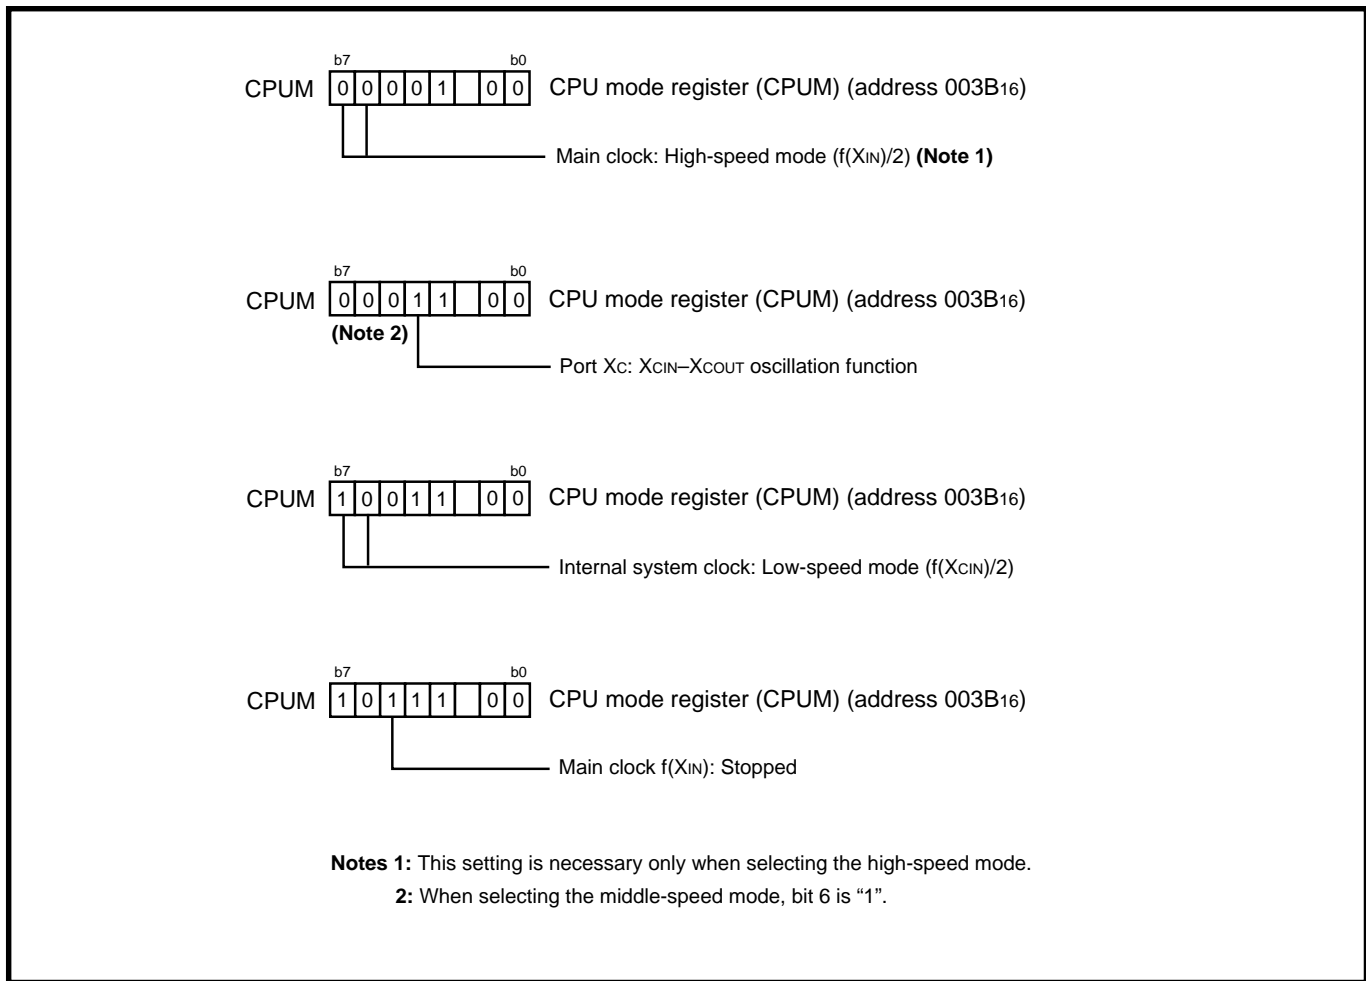 b7 b0
CPUM 0 0 0 0 1 0 0 CPU mode register (CPUM) (address 003B16)
Main clock: High-speed mode (f(XIN)/2) (Note 1)
b7 b0
CPUM 0 0 0 1 1 0 0 CPU mode register (CPUM) (address 003B16)
(Note 2)
Port XC: XCIN–XCOUT oscillation function
b7 b0
CPUM 1 0 0 1 1 0 0 CPU mode register (CPUM) (address 003B16)
Internal system clock: Low-speed mode (f(XCIN)/2)
b7 b0
CPUM 1 0 1 1 1 0 0 CPU mode register (CPUM) (address 003B16)
Main clock f(XIN): Stopped
Notes 1: This setting is necessary only when selecting the high-speed mode.
2: When selecting the middle-speed mode, bit 6 is “1”.